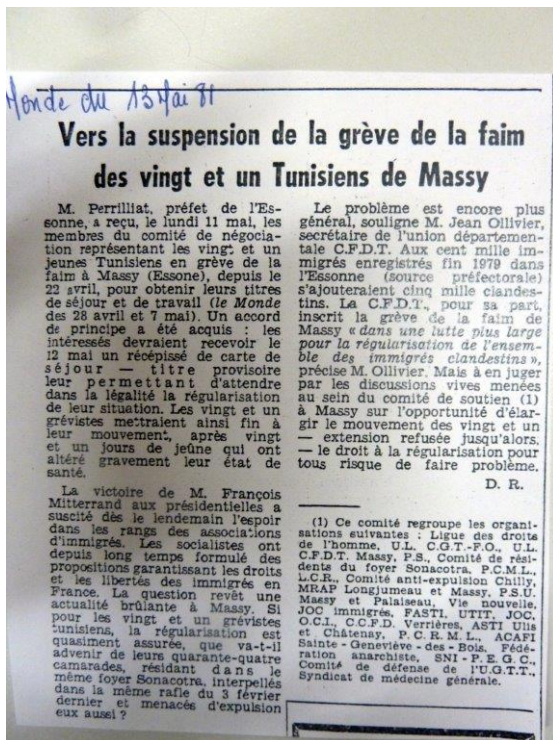 Monde du 13 Mai 81
Vers la suspension de la grève de la faim
des vingt et un Tunisiens de Massy
M. Perrilliat, préfet de l'Es-
sonne, a reçu, le lundi 11 mai, les
membres du comité de négocia-
tion représentant les vingt et un
jeunes Tunisiens en grève de la
faim à Massy (Essone), depuis le
22 avril, pour obtenir leurs titres
de séjour et de travail (le Monde
des 28 avril et 7 mai). Un accord
de principe a été acquis : les
intéressés devraient recevoir le
12 mai un récépissé de carte de
séjour — titre provisoire
leur permettant d'attendre
dans la légalité la régularisation
de leur situation. Les vingt et un
grévistes mettraient ainsi fin à
leur mouvement, après vingt
et un jours de jeûne qui ont
altéré gravement leur état de
santé.
La victoire de M. François
Mitterrand aux présidentielles a
suscité dès le lendemain l'espoir
dans les rangs des associations
d'immigrés. Les socialistes ont
depuis long temps formulé des
propositions garantissant les droits
et les libertés des immigrés en
France. La question revêt une
actualité brûlante à Massy. Si
pour les vingt et un grévistes
tunisiens, la régularisation est
quasiment assurée, que va-t-il
advenir de leurs quarante-quatre
camarades, résidant dans le
même foyer Sonacotra, interpellés
dans la même rafle du 3 février
dernier et menacés d'expulsion
eux aussi ?
Le problème est encore plus
général, souligne M. Jean Ollivier,
secrétaire de l'union départemen-
tale C.F.D.T. Aux cent mille im-
migrés enregistrés fin 1979 dans
l'Essonne (source préfectorale)
s'ajouteraient cinq mille clandes-
tins. La C.F.D.T., pour sa part,
inscrit la grève de la faim de
Massy « dans une lutte plus large
pour la régularisation de l'ensem-
ble des immigrés clandestins »,
précise M. Ollivier. Mais à en juger
par les discussions vives menées
au sein du comité de soutien (1)
à Massy sur l'opportunité d'élar-
gir le mouvement des vingt et un
— extension refusée jusqu'alors,
— le droit à la régularisation pour
tous risque de faire problème.
D. R.
(1) Ce comité regroupe les organi-
sations suivantes : Ligue des droits
de l'homme, U.L. C.G.T.-F.O., U.L.
C.F.D.T. Massy, P.S., Comité de rési-
dents du foyer Sonacotra, P.C.M.L.,
L.C.R., Comité anti-expulsion Chilly,
MRAP Longjumeau et Massy, P.S.U.
Massy et Palaiseau, Vie nouvelle,
JOC immigrés, FASTI, UTIT, JOC,
O.C.I., C.C.F.D. Verrières, ASTI Ulis
et Châtenay, P.C.R.M.L., ACAFI
Sainte-Geneviève-des-Bois, Fédé-
ration anarchiste, SNI-P.E.G.C.,
Comité de défense de l'U.G.T.T.,
Syndicat de médecine générale.